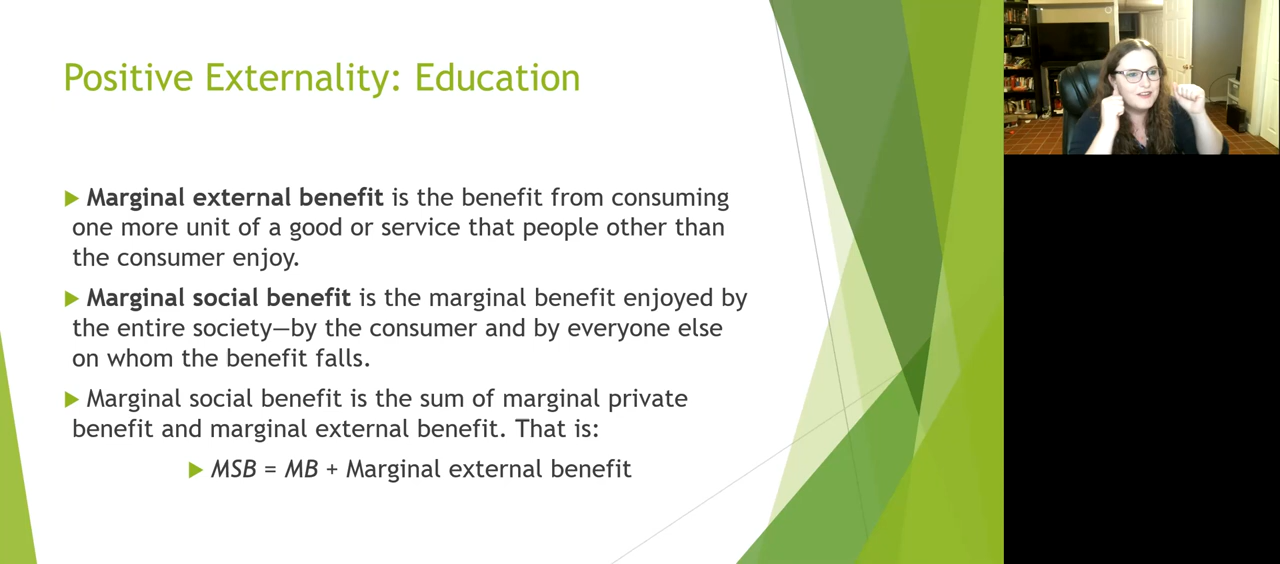 Positive Externality: Education
Marginal external benefit is the benefit from consuming
one more unit of a good or service that people other than
the consumer enjoy.
Marginal social benefit is the marginal benefit enjoyed by
the entire society—by the consumer and by everyone else
on whom the benefit falls.
Marginal social benefit is the sum of marginal private
benefit and marginal external benefit. That is:
MSB = MB + Marginal external benefit